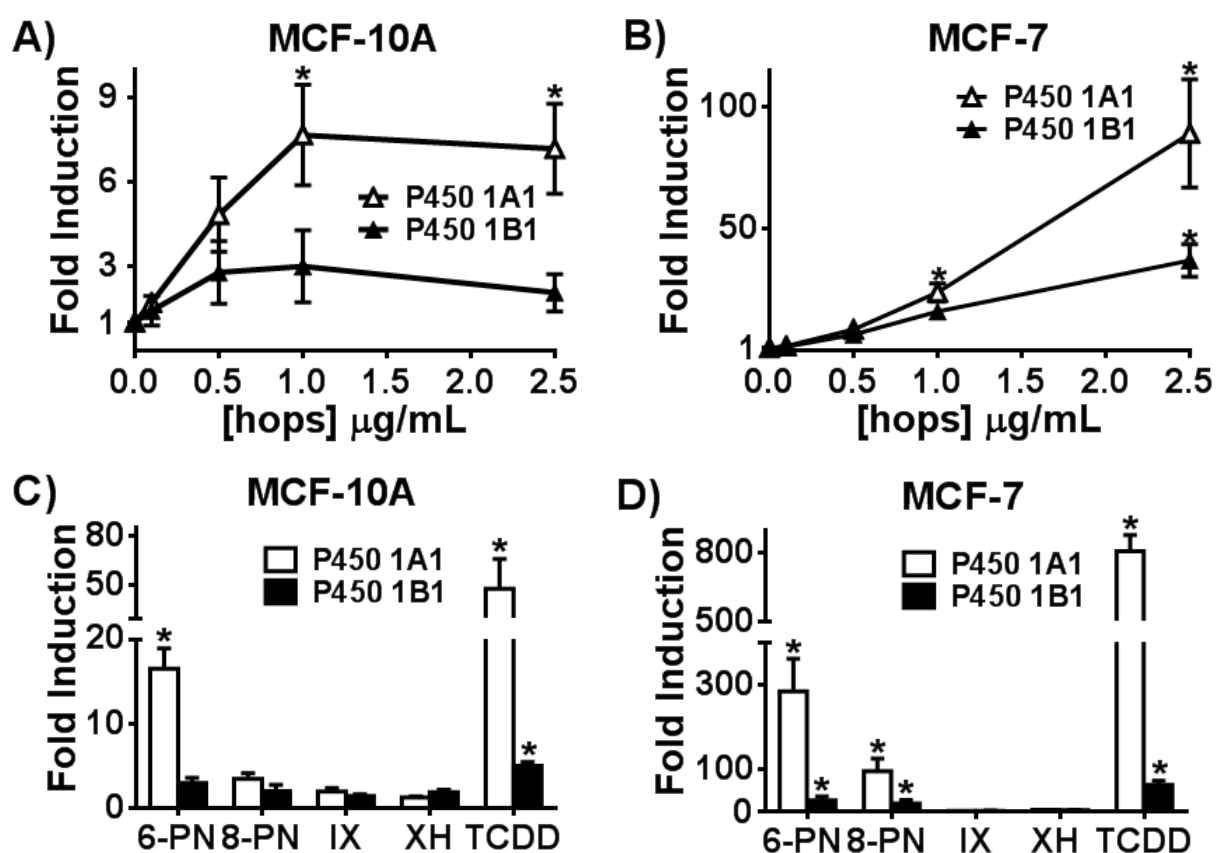 A)
MCF-10A
Fold Induction
9
6
3
1
*
*
P450 1A1
P450 1B1
0.0 0.5 1.0 1.5 2.0 2.5
[hops] μg/mL
B)
MCF-7
Fold Induction
100
50
1
P450 1A1
P450 1B1
*
*
*
0.0 0.5 1.0 1.5 2.0 2.5
[hops] μg/mL
C)
MCF-10A
Fold Induction
80
50
20
10
0
P450 1A1
P450 1B1
*
*
*
6-PN 8-PN IX XH TCDD
D)
MCF-7
Fold Induction
800
500
300
100
0
P450 1A1
P450 1B1
*
*
*
*
*
*
6-PN 8-PN IX XH TCDD